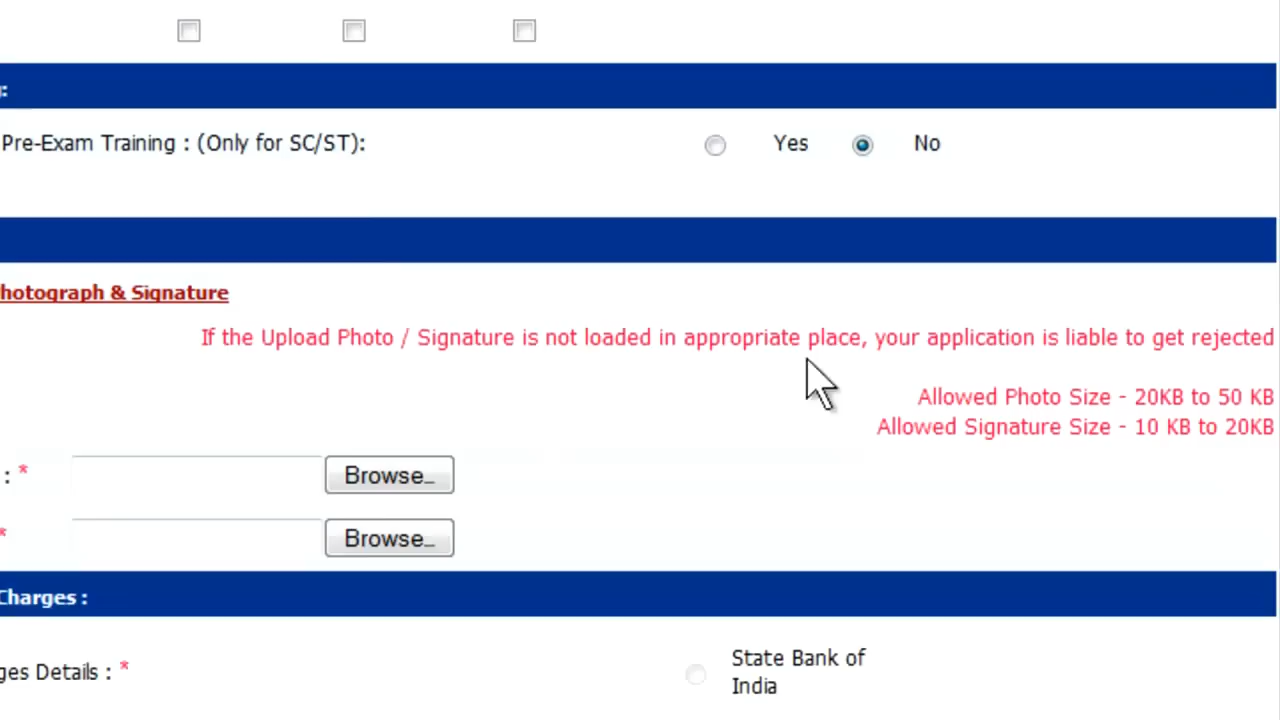 :
Pre-Exam Training : (Only for SC/ST): Yes No
hotograph & Signature
If the Upload Photo / Signature is not loaded in appropriate place, your application is liable to get rejected
Allowed Photo Size - 20KB to 50 KB
Allowed Signature Size - 10 KB to 20KB
: * Browse...
* Browse...
Charges :
ges Details : * State Bank of
India